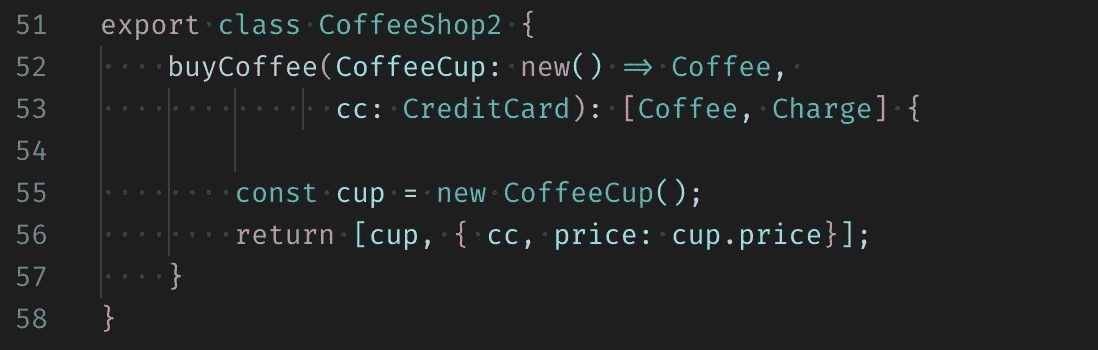 51 export class CoffeeShop2 {
52 buyCoffee(CoffeeCup: new() => Coffee,
53 cc: CreditCard): [Coffee, Charge] {
54
55 const cup = new CoffeeCup();
56 return [cup, { cc, price: cup.price}];
57 }
58 }